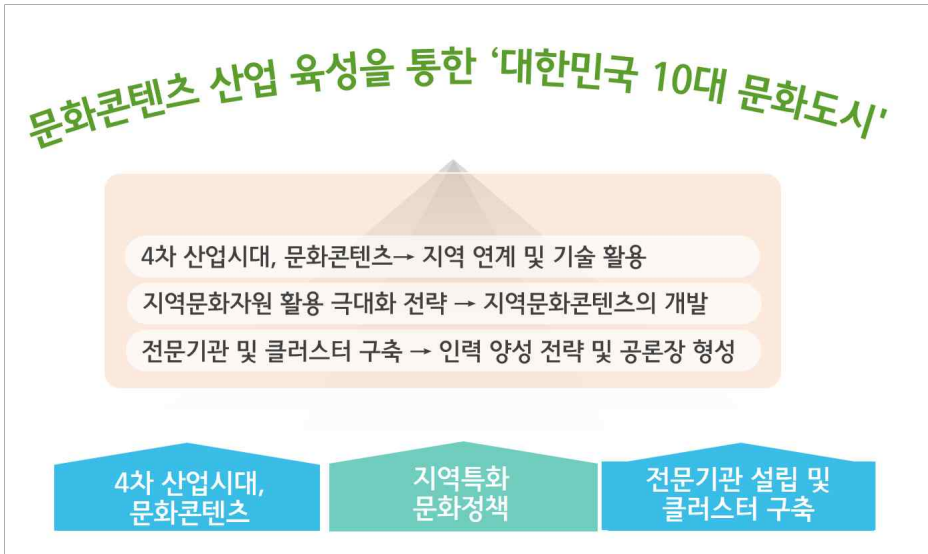 문화콘텐츠 산업 육성을 통한 ‘대한민국 10대 문화도시’
4차 산업시대, 문화콘텐츠→ 지역 연계 및 기술 활용
지역문화자원 활용 극대화 전략 → 지역문화콘텐츠의 개발
전문기관 및 클러스터 구축 → 인력 양성 전략 및 공론장 형성
4차 산업시대,
문화콘텐츠
지역특화
문화정책
전문기관 설립 및
클러스터 구축